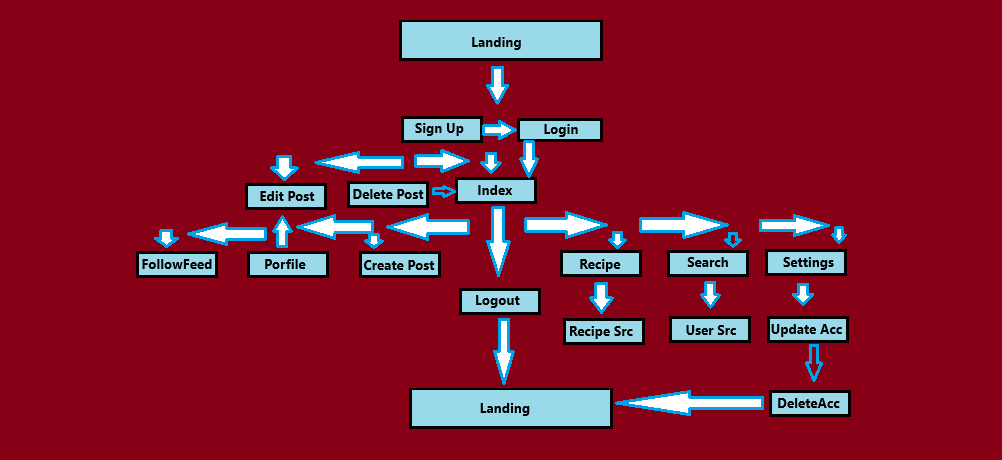 Landing
Sign Up
Login
Edit Post
Delete Post
Index
FollowFeed
Porfile
Create Post
Recipe
Search
Settings
Logout
Recipe Src
User Src
Update Acc
Landing
DeleteAcc